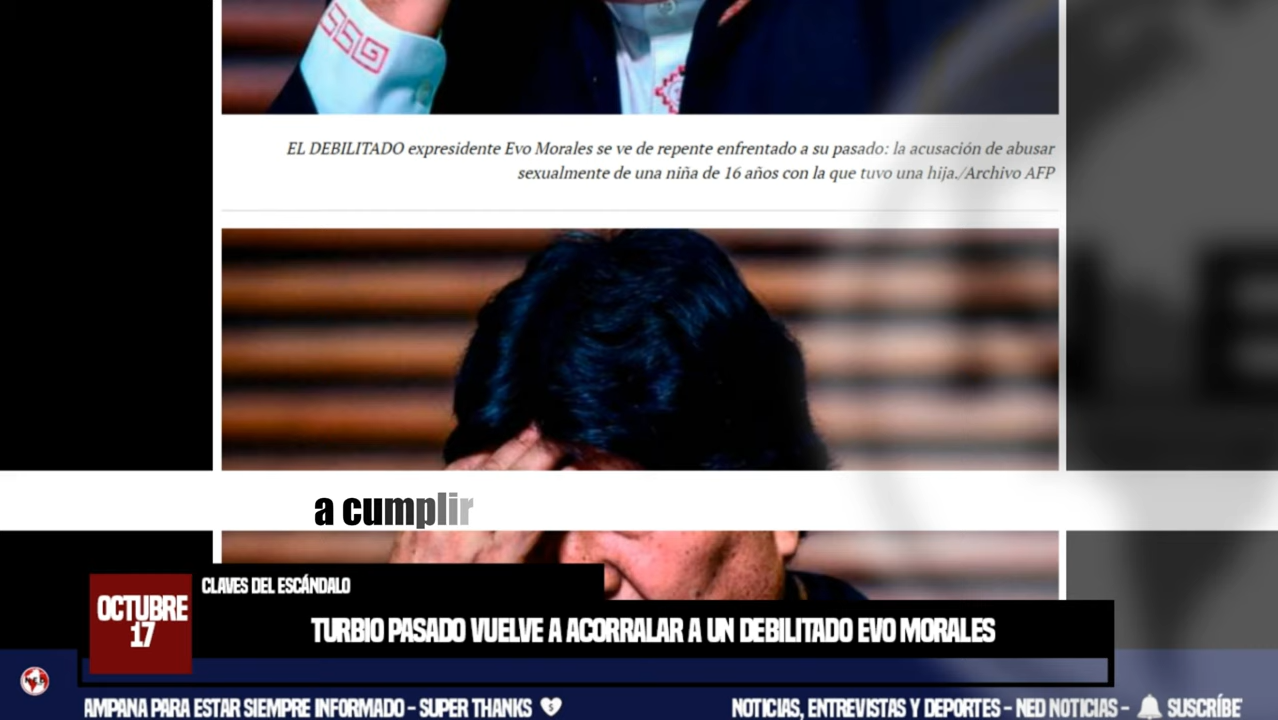 EL DEBILITADO expresidente Evo Morales se ve de repente enfrentado a su pasado: la acusación de abusar
sexualmente de una niña de 16 años con la que tuvo una hija./Archivo AFP
a cumplir
CLAVES DEL ESCÁNDALO
OCTUBRE
17
TURBIO PASADO VUELVE A ACORRALAR A UN DEBILITADO EVO MORALES
AMPANA PARA ESTAR SIEMPRE INFORMADO - SUPER THANKS
NOTICIAS, ENTREVISTAS Y DEPORTES - NED NOTICIAS - SUSCRÍBE